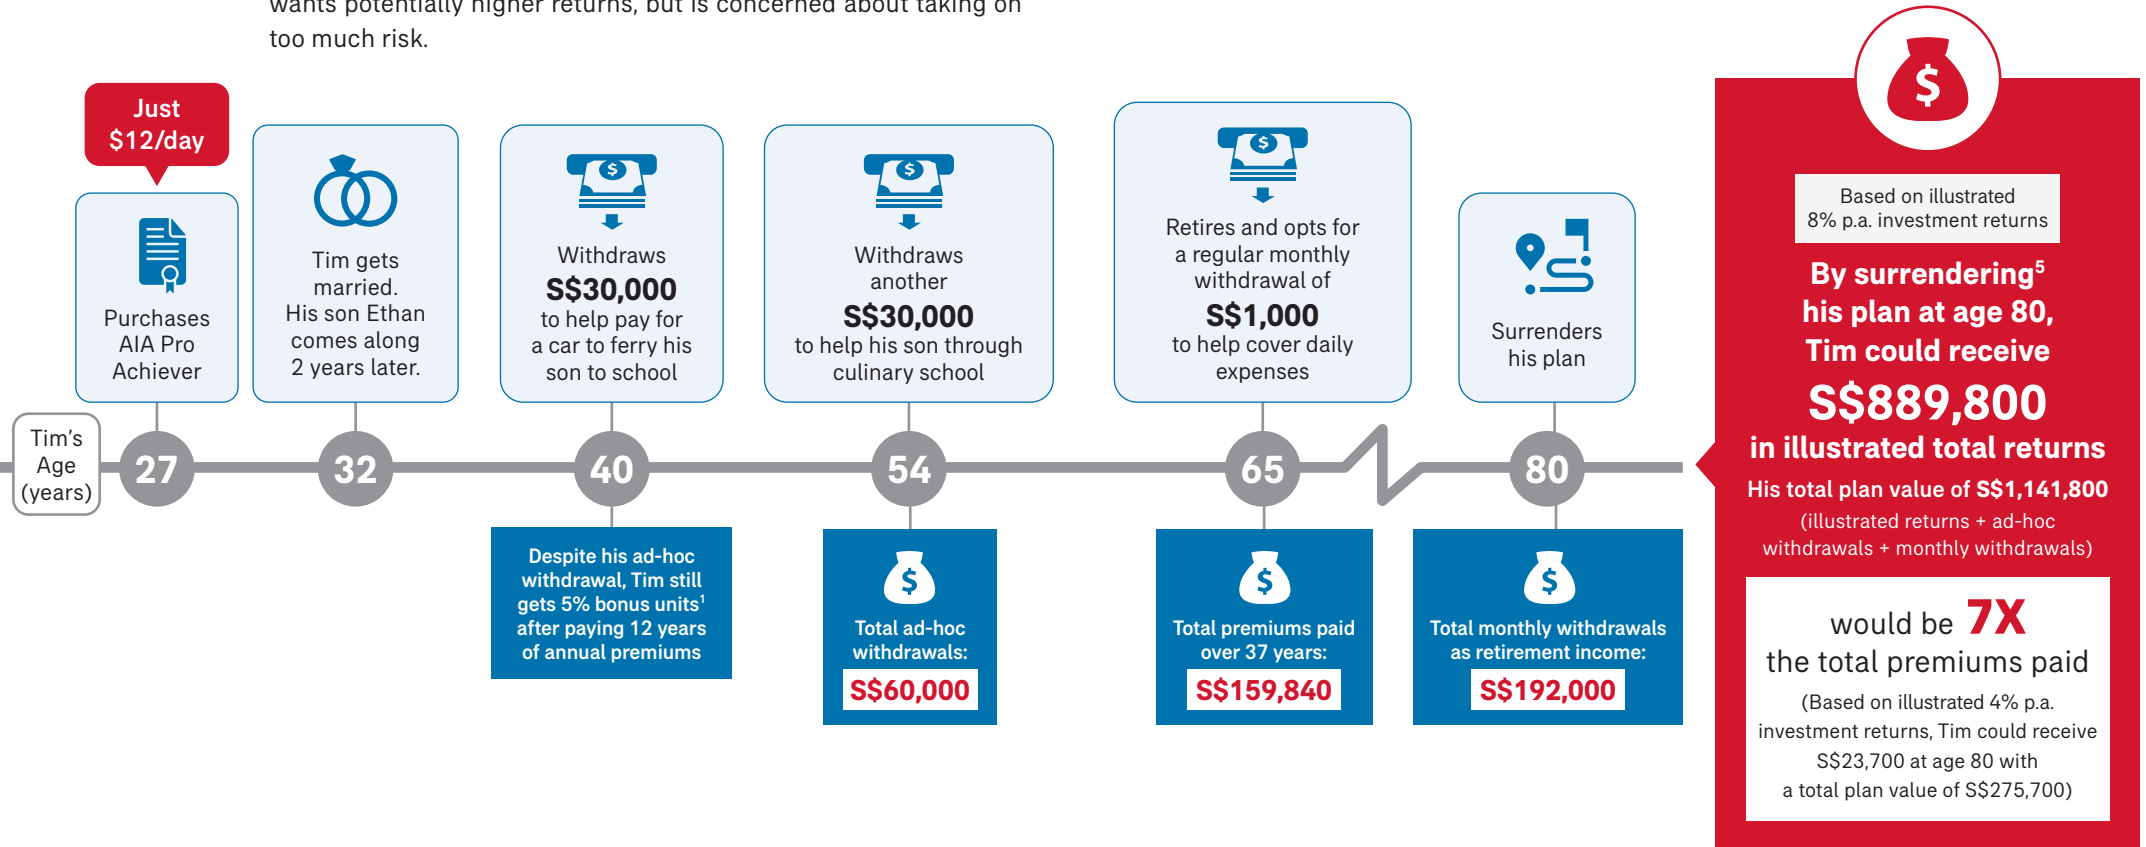 wants potentially higher returns, but is concerned about taking on
too much risk.
Just
$12/day
Purchases
AIA Pro
Achiever
Tim gets
married.
His son Ethan
comes along
2 years later.
Withdraws
S$30,000
to help pay for
a car to ferry his
son to school
Withdraws
another
S$30,000
to help his son through
culinary school
Retires and opts for
a regular monthly
withdrawal of
S$1,000
to help cover daily
expenses
Surrenders
his plan
Tim's
Age
(years)
27
32
40
54
65
80
Despite his ad-hoc
withdrawal, Tim still
gets 5% bonus units¹
after paying 12 years
of annual premiums
$
Total ad-hoc
withdrawals:
S$60,000
$
Total premiums paid
over 37 years:
S$159,840
$
Total monthly withdrawals
as retirement income:
S$192,000
$
Based on illustrated
8% p.a. investment returns
By surrendering⁵
his plan at age 80,
Tim could receive
S$889,800
in illustrated total returns
His total plan value of S$1,141,800
(illustrated returns + ad-hoc
withdrawals + monthly withdrawals)
would be 7X
the total premiums paid
(Based on illustrated 4% p.a.
investment returns, Tim could receive
S$23,700 at age 80 with
a total plan value of S$275,700)